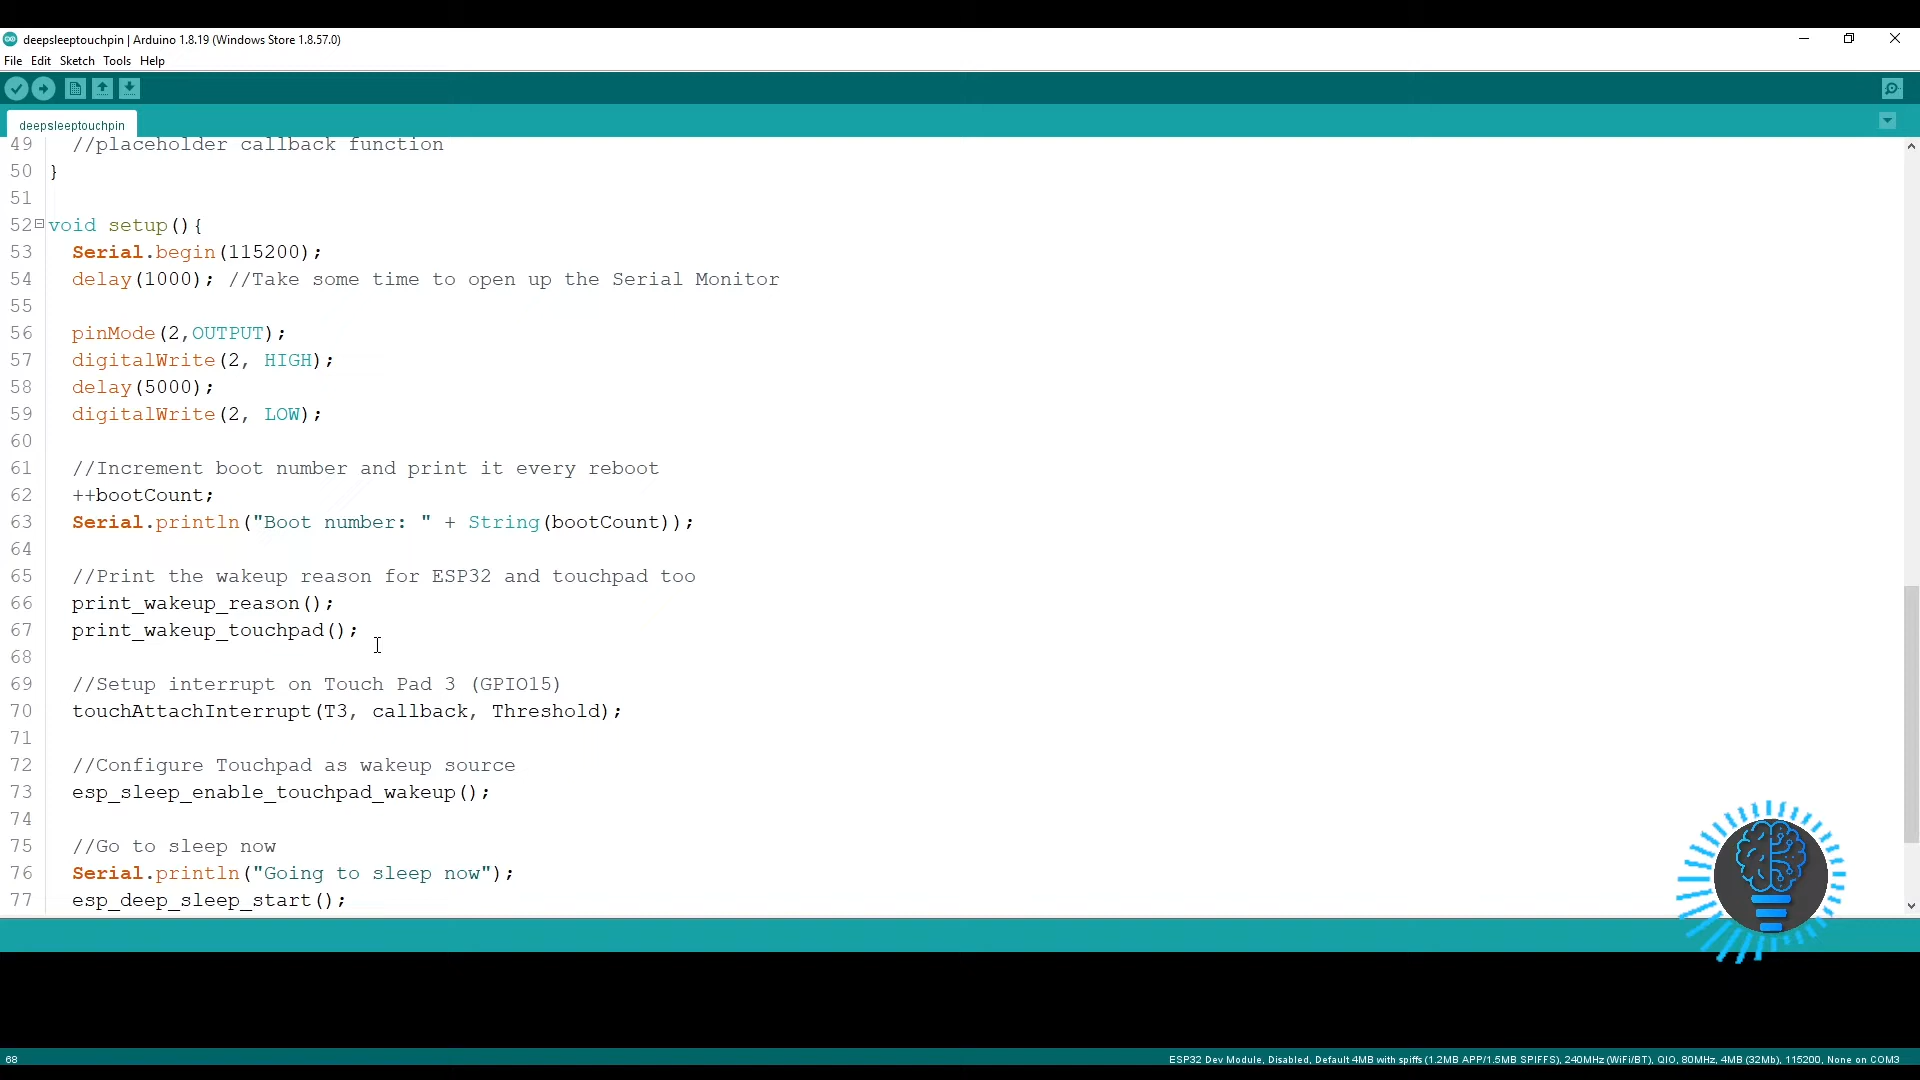 deepsleeptouchpin | Arduino 1.8.19 (Windows Store 1.8.57.0)
File Edit Sketch Tools Help
deepsleeptouchpin
49 //placeholder callback function
50 }
51
52 void setup(){
53 Serial.begin(115200);
54 delay(1000); //Take some time to open up the Serial Monitor
55
56 pinMode(2,OUTPUT);
57 digitalWrite(2, HIGH);
58 delay(5000);
59 digitalWrite(2, LOW);
60
61 //Increment boot number and print it every reboot
62 ++bootCount;
63 Serial.println("Boot number: " + String(bootCount));
64
65 //Print the wakeup reason for ESP32 and touchpad too
66 print_wakeup_reason();
67 print_wakeup_touchpad();
68
69 //Setup interrupt on Touch Pad 3 (GPIO15)
70 touchAttachInterrupt(T3, callback, Threshold);
71
72 //Configure Touchpad as wakeup source
73 esp_sleep_enable_touchpad_wakeup();
74
75 //Go to sleep now
76 Serial.println("Going to sleep now");
77 esp_deep_sleep_start();
68 ESP32 Dev Module, Disabled, Default 4MB with spiffs (1.2MB APP/1.5MB SPIFFS), 240MHz (WiFi/BT), QIO, 80MHz, 4MB (32Mb), 115200, None on COM3